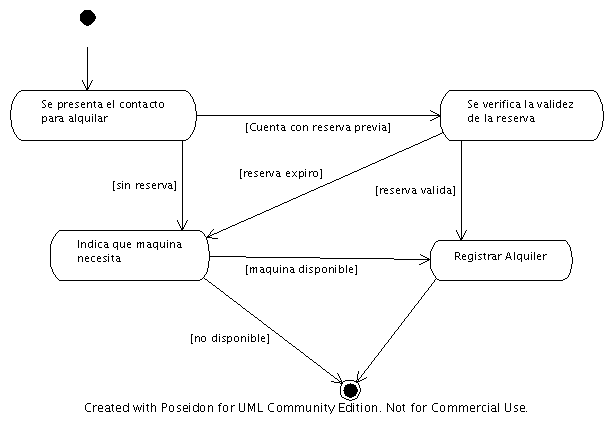 Se presenta el contacto
para alquilar
Se verifica la validez
de la reserva
[Cuenta con reserva previa]
[reserva expiro]
[sin reserva]
[reserva valida]
Indica que maquina
necesita
Registrar Alquiler
[maquina disponible]
[no disponible]
Created with Poseidon for UML Community Edition. Not for Commercial Use.